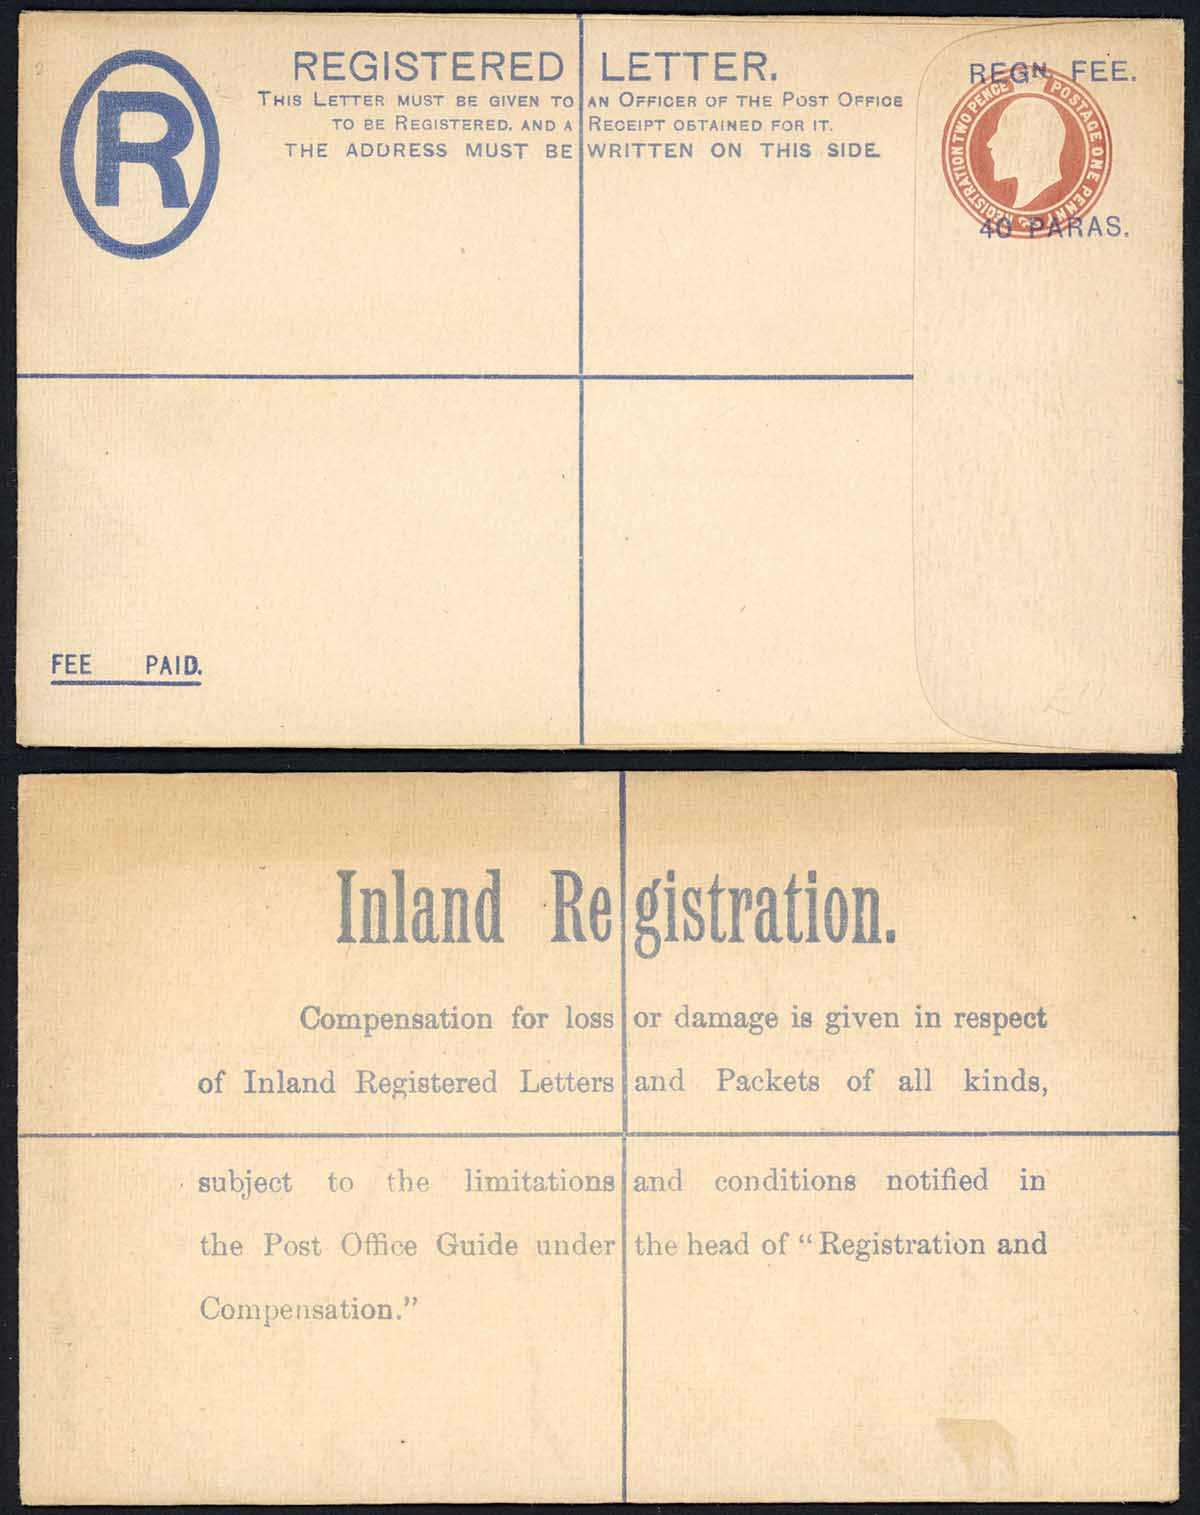 2
R
REGISTERED LETTER.
THIS LETTER MUST BE GIVEN TO AN OFFICER OF THE POST OFFICE
TO BE REGISTERED, AND A RECEIPT OBTAINED FOR IT.
THE ADDRESS MUST BE WRITTEN ON THIS SIDE.
REGN. FEE.
REGISTRATION TWO PENCE POSTAGE ONE PENNY
40 PARAS.
FEE PAID.
Inland Registration.
Compensation for loss or damage is given in respect
of Inland Registered Letters and Packets of all kinds,
subject to the limitations and conditions notified in
the Post Office Guide under the head of "Registration and
Compensation."